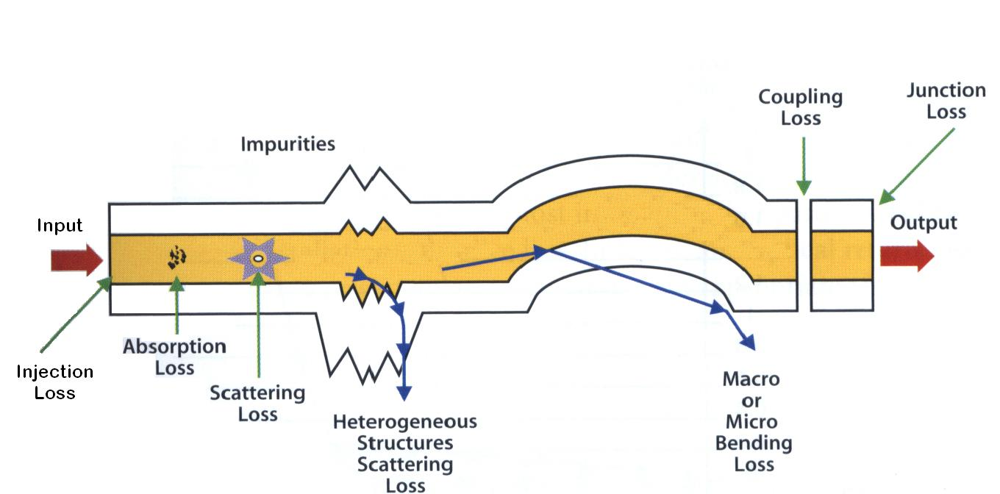 Coupling
Loss
Junction
Loss
Impurities
Input
Output
Absorption
Loss
Injection
Loss
Scattering
Loss
Heterogeneous
Structures
Scattering
Loss
Macro
or
Micro
Bending
Loss